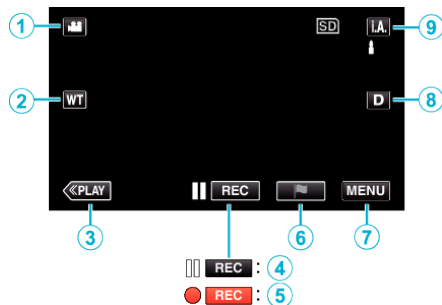 1 SD I.A. 9
2 WT D 8
≪PLAY REC MENU
3 6 7
REC : 4
REC : 5